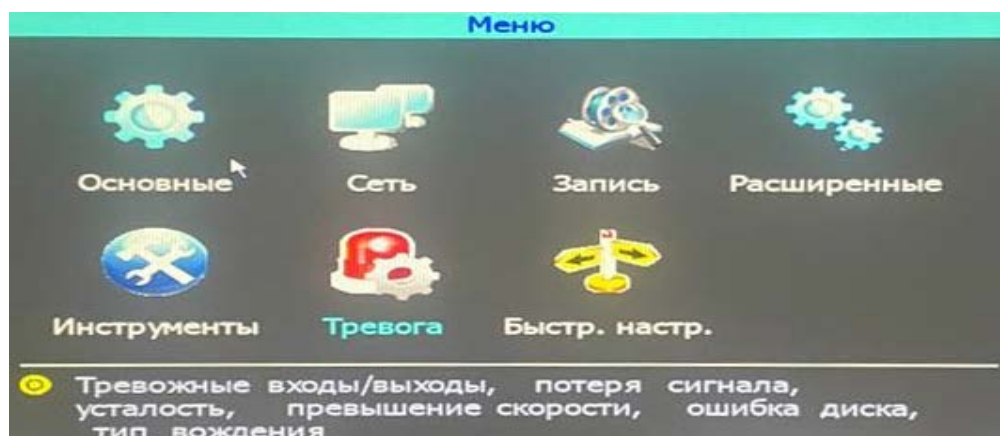 Меню
Основные Сеть Запись Расширенные
Инструменты Тревога Быстр. настр.
Тревожные входы/выходы, потеря сигнала,
усталость, превышение скорости, ошибка диска,
тип вождения